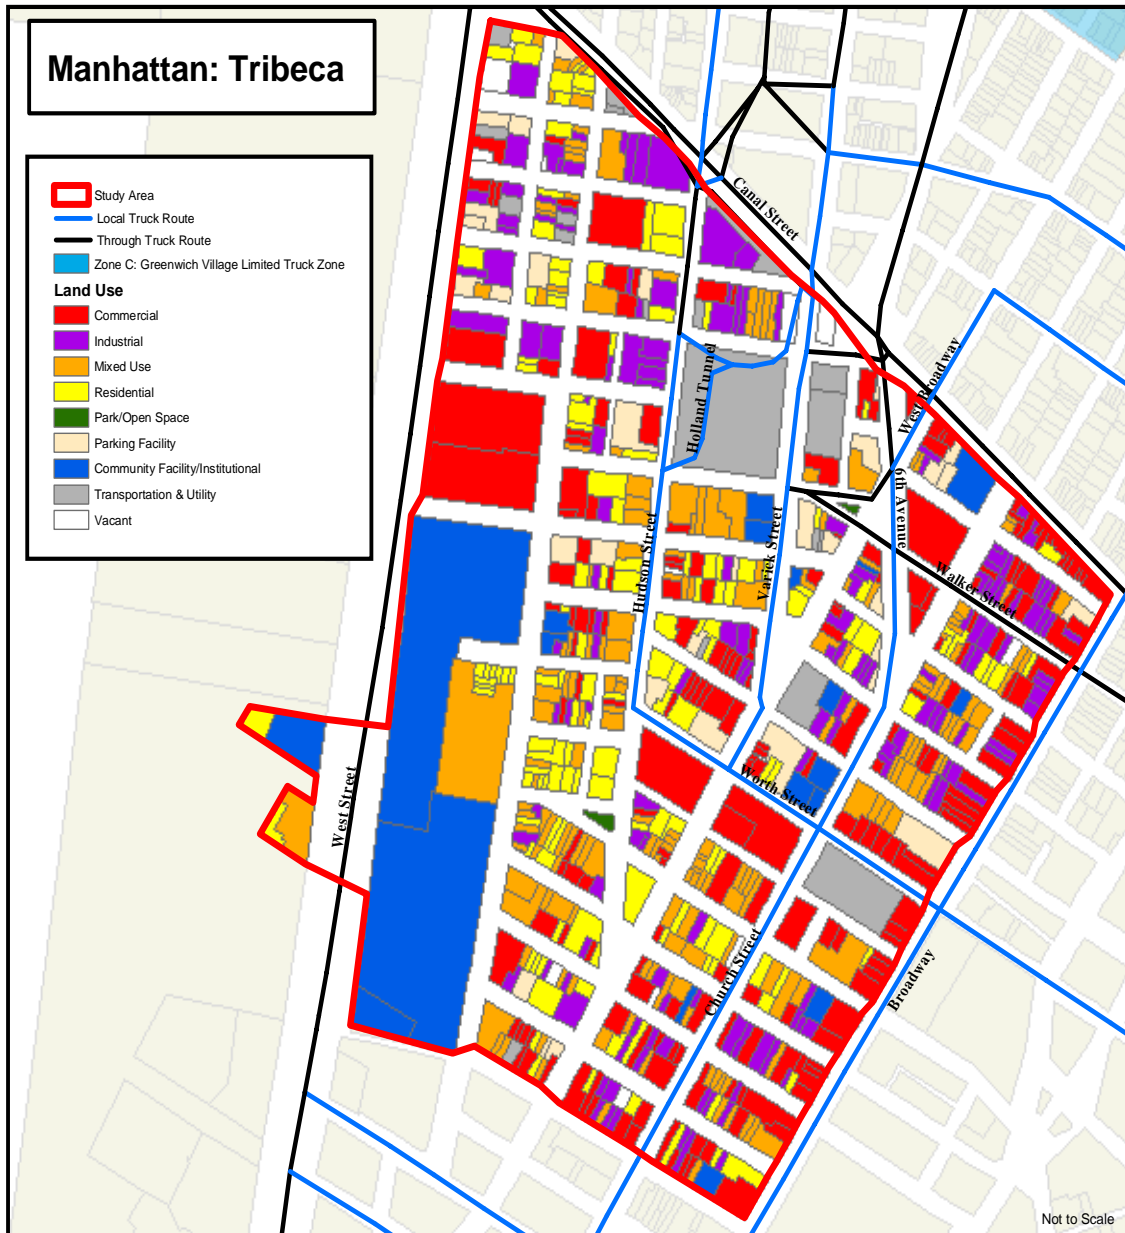 Manhattan: Tribeca
Study Area
Local Truck Route
Through Truck Route
Zone C: Greenwich Village Limited Truck Zone
Land Use
Commercial
Industrial
Mixed Use
Residential
Park/Open Space
Parking Facility
Community Facility/Institutional
Transportation & Utility
Vacant
Canal Street
West Broadway
Holland Tunnel
6th Avenue
Hudson Street
Varick Street
Walker Street
West Street
Worth Street
Church Street
Broadway
Not to Scale